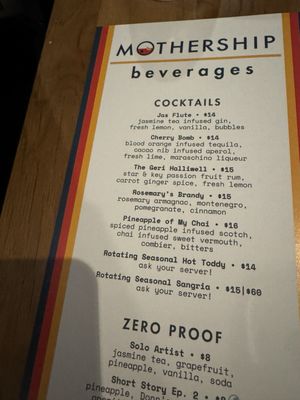 MOTHERSHIP
beverages
COCKTAILS
Jas Flute • $14
jasmine tea infused gin,
fresh lemon, vanilla, bubbles
Cherry Bomb • $14
blood orange infused tequila,
cacao nib infused aperol,
fresh lime, maraschino liqueur
The Geri Halliwell • $15
star & key passion fruit rum,
carrot ginger spice, fresh lemon
Rosemary's Brandy • $15
rosemary armagnac, montenegro,
pomegranate, cinnamon
Pineapple of My Chai • $16
spiced pineapple infused scotch,
chai infused sweet vermouth,
combier, bitters
Rotating Seasonal Hot Toddy • $14
ask your server!
Rotating Seasonal Sangria • $15|$60
ask your server!
ZERO PROOF
Solo Artist • $8
jasmine tea, grapefruit,
pineapple, vanilla, soda
Short Story Ep. 2 •
pineapple,